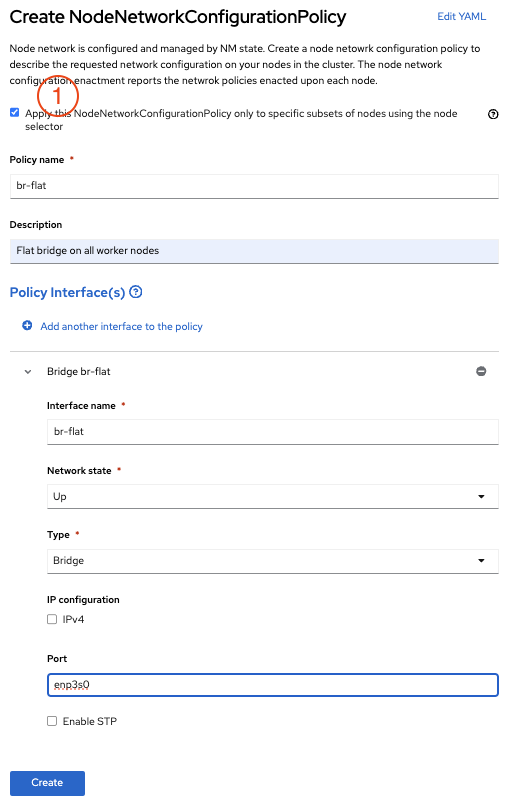 Create NodeNetworkConfigurationPolicy
Edit YAML
Node network is configured and managed by NM state. Create a node netowrk configuration policy to
describe the requested network configuration on your nodes in the cluster. The node network
configuration enactment reports the netwrok policies enacted upon each node.
1
Apply this NodeNetworkConfigurationPolicy only to specific subsets of nodes using the node
selector
Policy name *
br-flat
Description
Flat bridge on all worker nodes
Policy Interface(s)
Add another interface to the policy
Bridge br-flat
Interface name *
br-flat
Network state *
Up
Type *
Bridge
IP configuration
IPv4
Port
enp3s0
Enable STP
Create